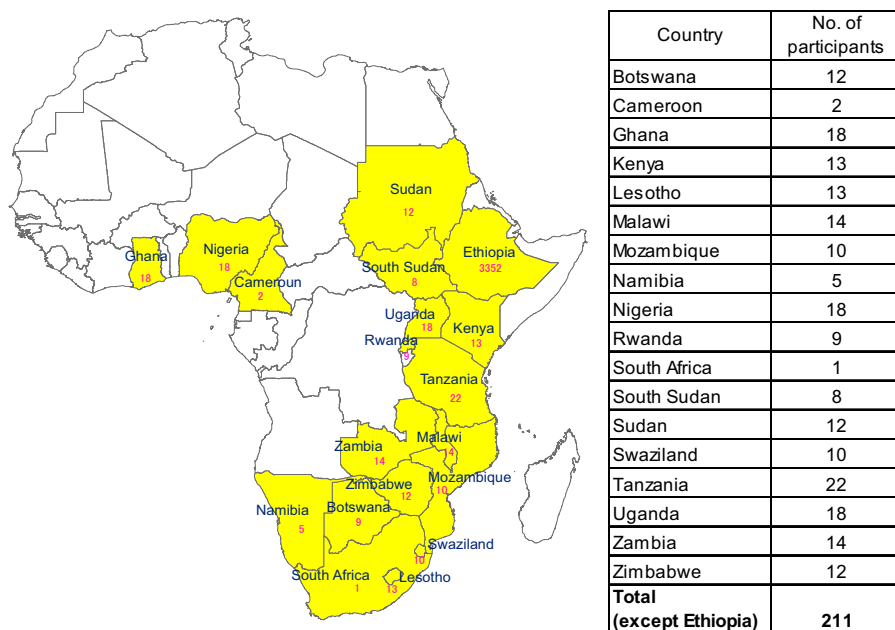 Sudan
12
Nigeria
18
Ghana
18
Cameroun
2
Ethiopia
3352
South Sudan
8
Uganda
18
Kenya
13
Rwanda
9
Tanzania
22
Malawi
14
Zambia
14
Mozambique
10
Zimbabwe
12
Namibia
5
Botswana
9
Swaziland
10
South Africa
1
Lesotho
13
Country No. of participants
Botswana 12
Cameroon 2
Ghana 18
Kenya 13
Lesotho 13
Malawi 14
Mozambique 10
Namibia 5
Nigeria 18
Rwanda 9
South Africa 1
South Sudan 8
Sudan 12
Swaziland 10
Tanzania 22
Uganda 18
Zambia 14
Zimbabwe 12
Total
(except Ethiopia) 211